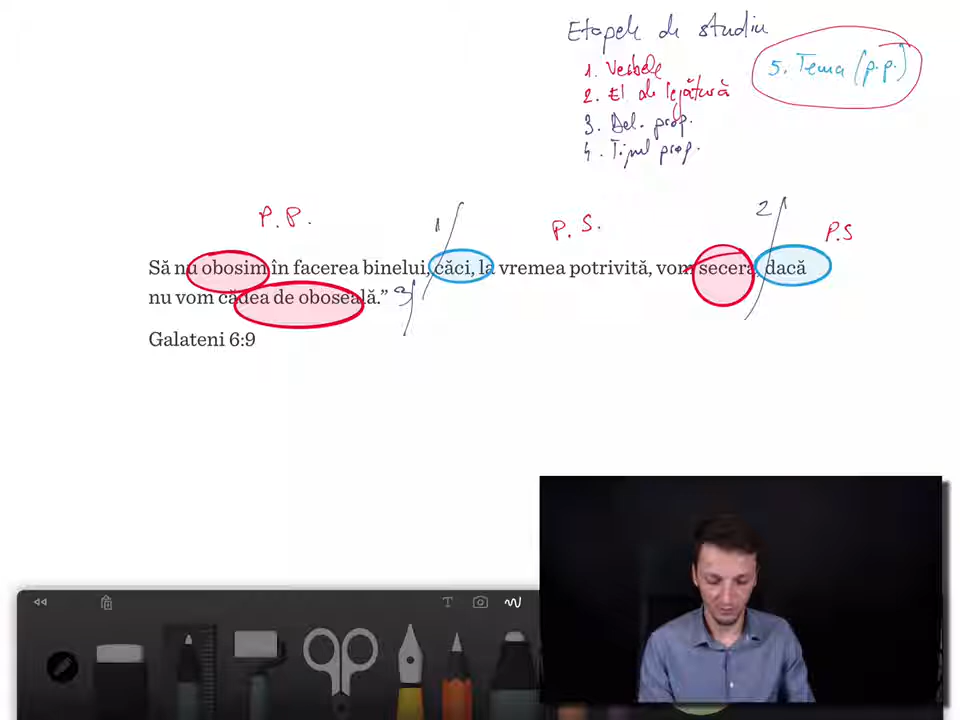 Etapele de studiu
1. Verbele
2. El de legătură
3. Del. prop.
4. Tipul prop.
5. Tema (p.p.)
P.P.
1
P.S.
2
P.S
Să nu obosim în facerea binelui, căci, la vremea potrivită, vom secera, dacă
nu vom cădea de oboseală.”
3
Galateni 6:9
T